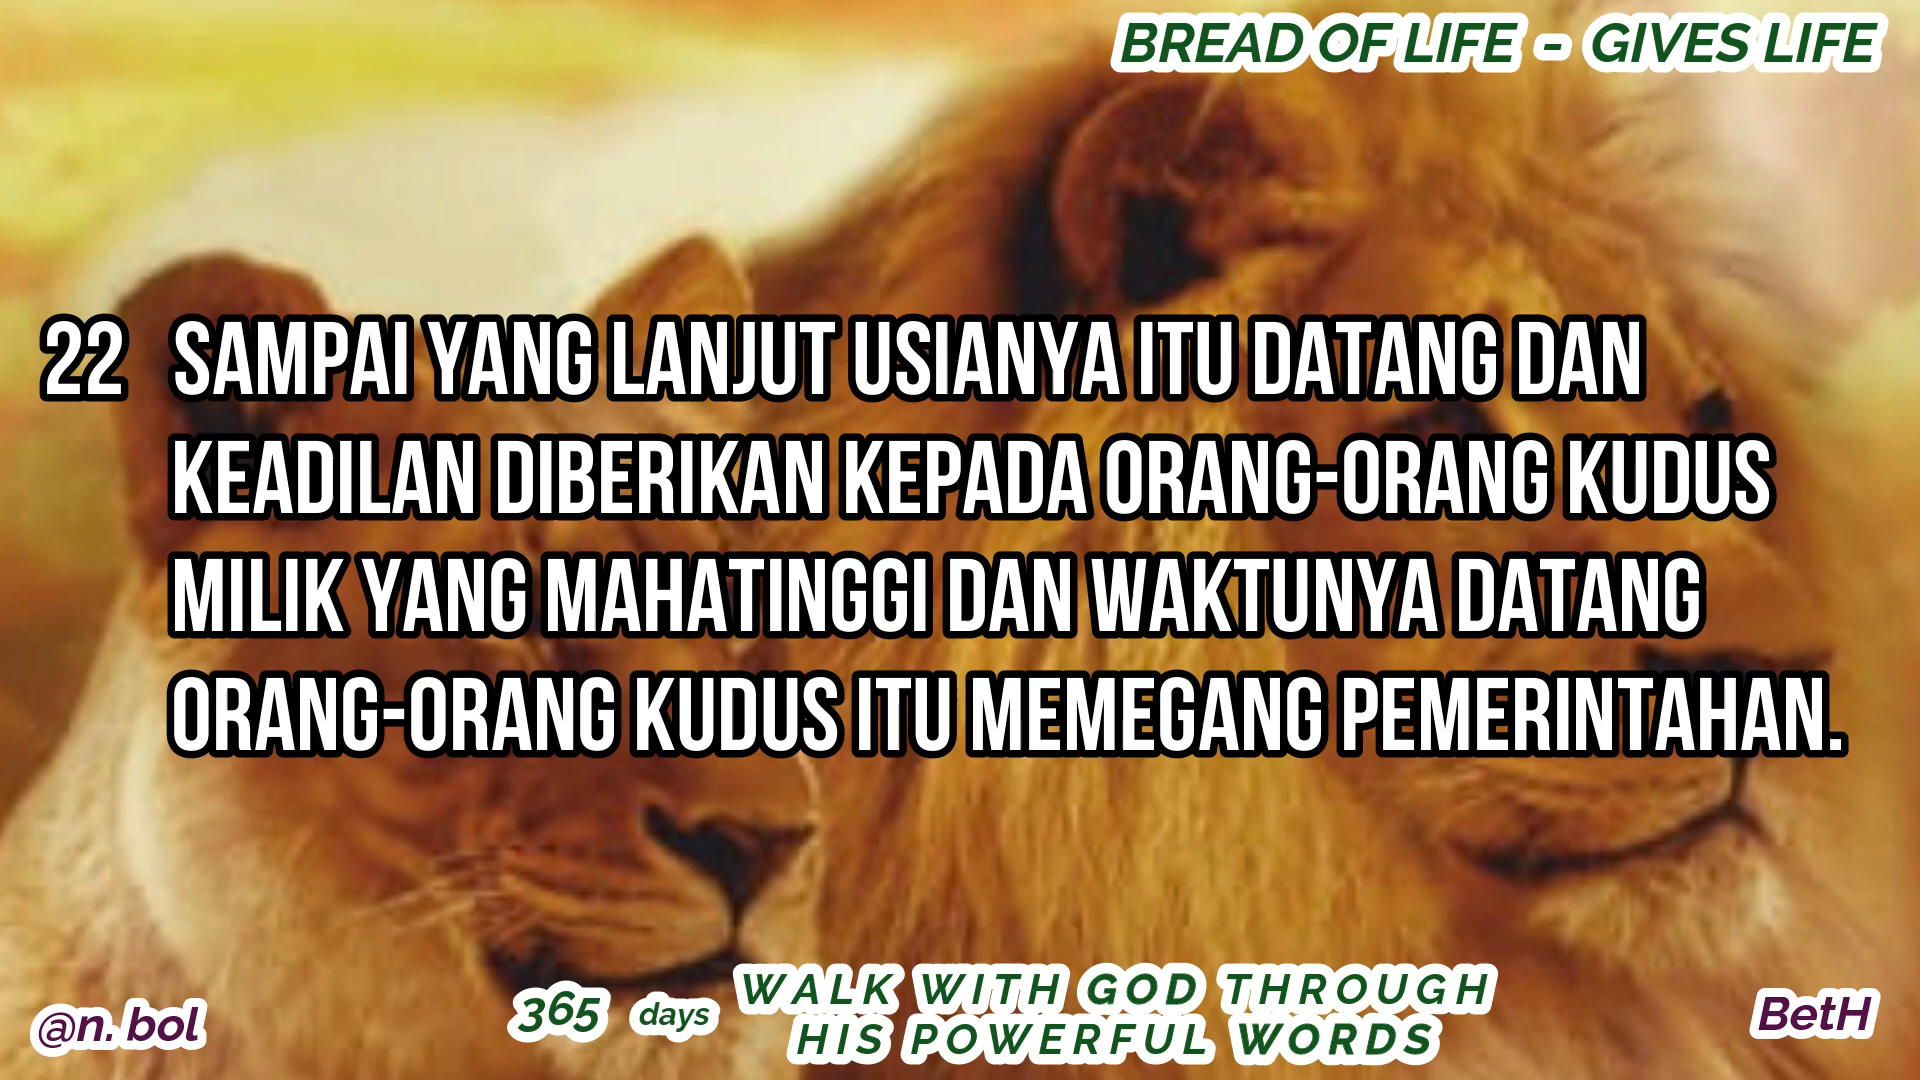 BREAD OF LIFE - GIVES LIFE
22 SAMPAI YANG LANJUT USIANYA ITU DATANG DAN
KEADILAN DIBERIKAN KEPADA ORANG-ORANG KUDUS
MILIK YANG MAHATINGGI DAN WAKTUNYA DATANG
ORANG-ORANG KUDUS ITU MEMEGANG PEMERINTAHAN.
@n. bol
365 days
WALK WITH GOD THROUGH
HIS POWERFUL WORDS
BetH